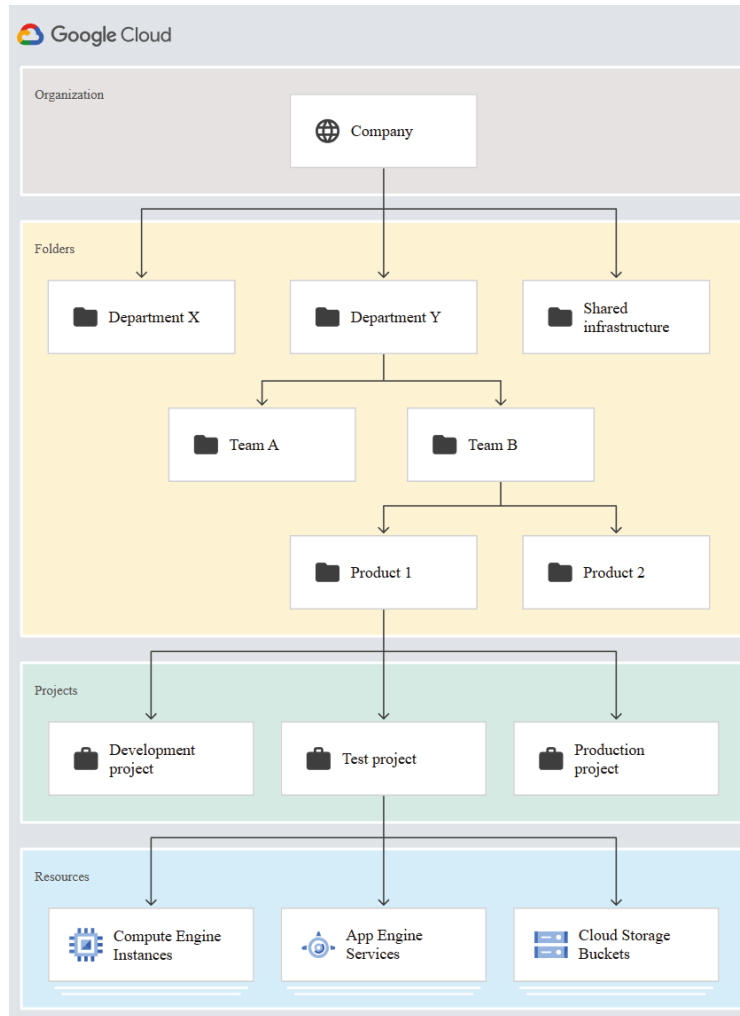 Google Cloud
Organization
Company
Folders
Department X
Department Y
Shared
infrastructure
Team A
Team B
Product 1
Product 2
Projects
Development
project
Test project
Production
project
Resources
Compute Engine
Instances
App Engine
Services
Cloud Storage
Buckets